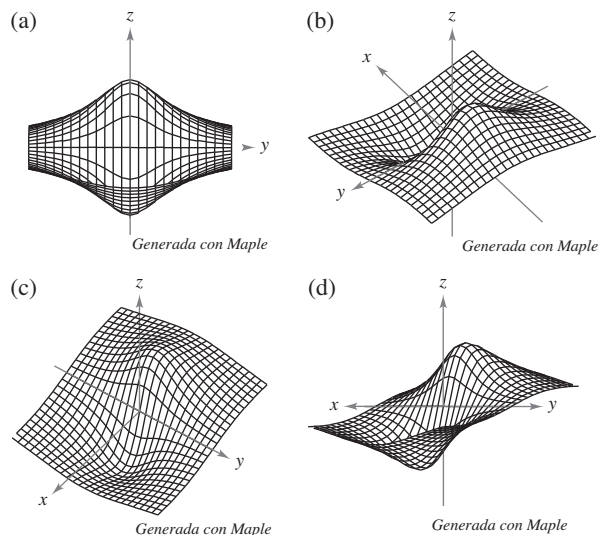 (a)
z
y
Generada con Maple
(b)
z
x
y
Generada con Maple
(c)
z
y
x
Generada con Maple
(d)
z
x
y
Generada con Maple